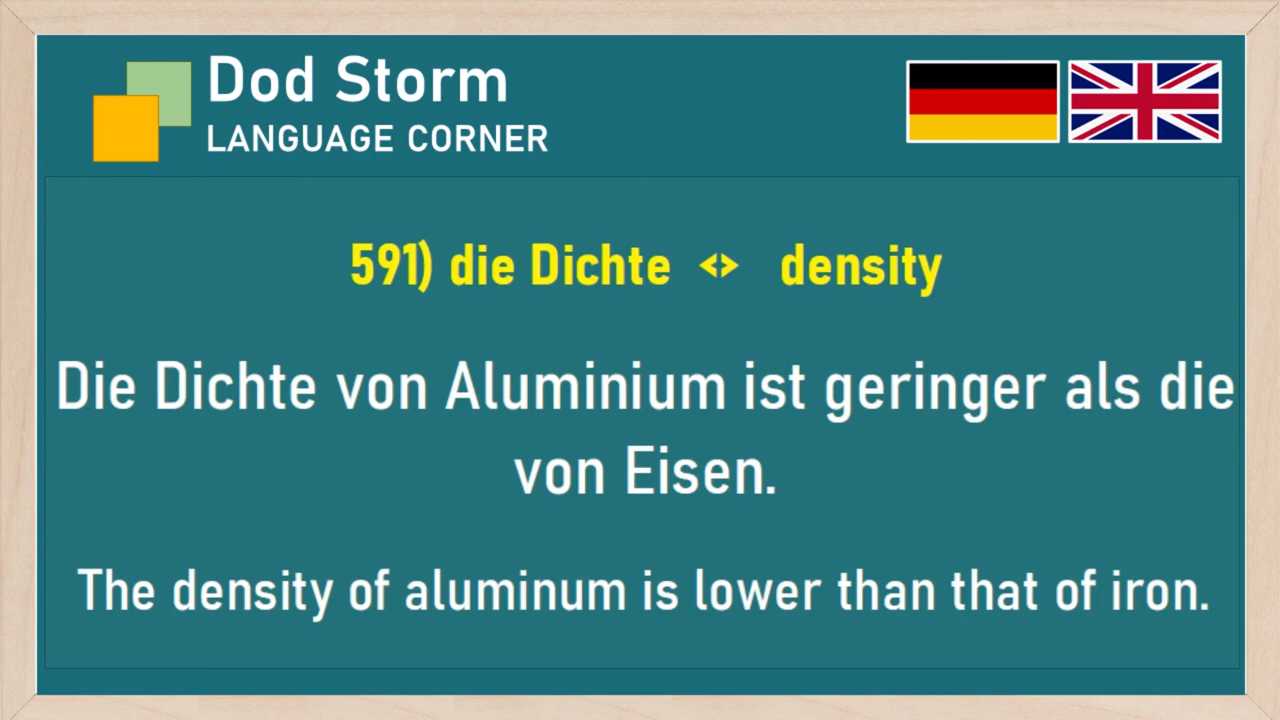 Dod Storm
LANGUAGE CORNER
591) die Dichte <> density
Die Dichte von Aluminium ist geringer als die
von Eisen.
The density of aluminum is lower than that of iron.